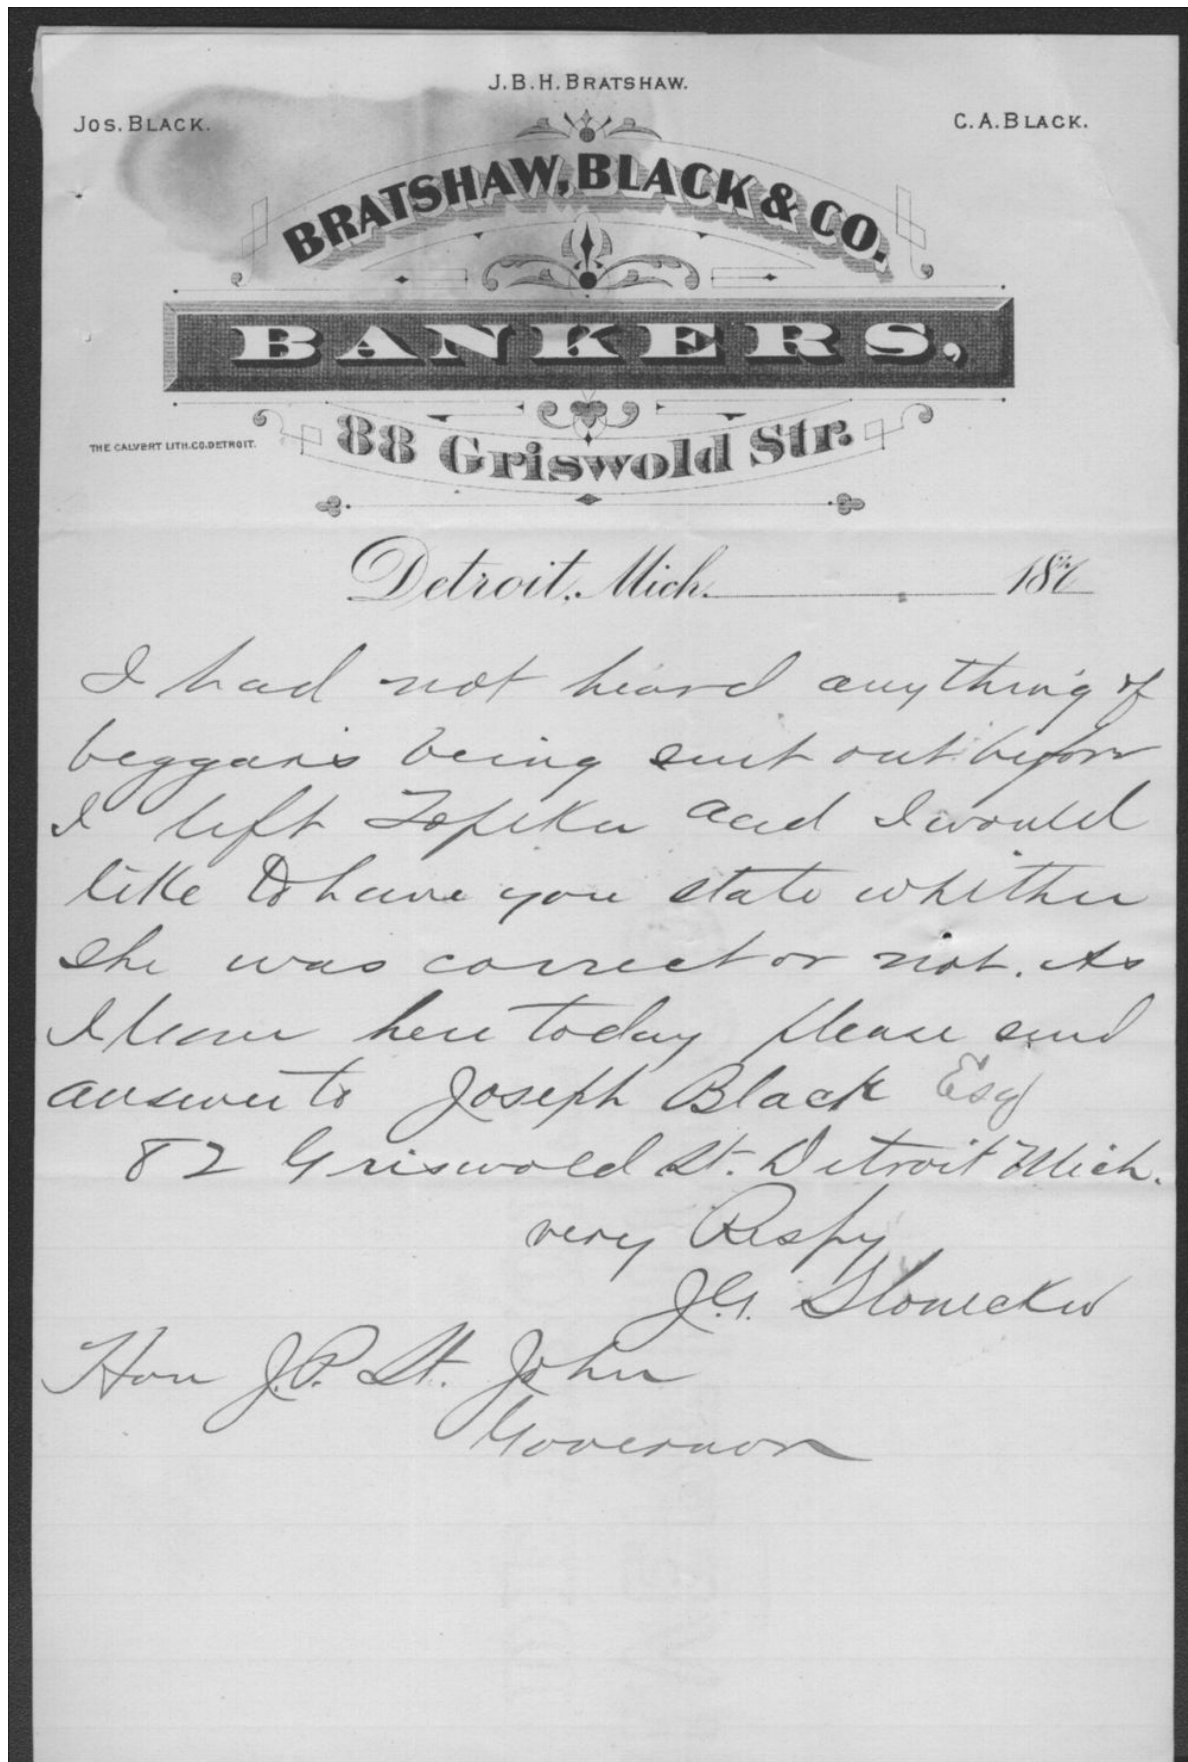 J.B.H. BRATSHAW.
JOS. BLACK.
C.A. BLACK.
BRATSHAW, BLACK & CO.
BANKERS,
THE CALVERT LITH. CO. DETROIT.
88 Griswold Str.
Detroit, Mich. 18
I had not heard anything of
beggars being sent out before
I left Topeka and I would
like to have you state whether
she was correct or not. As
I leave here today please send
answer to Joseph Black Esq
82 Griswold St. Detroit Mich.
very Respy
J.G. Slonecker
Hon J.P. St. John
Governor